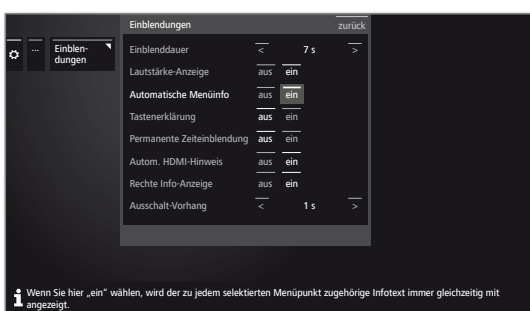 Einblendungen zurück
... Einblen-
dungen
Einblenddauer < 7 s >
Lautstärke-Anzeige aus ein
Automatische Menüinfo aus ein
Tastenerklärung aus ein
Permanente Zeiteinblendung aus ein
Autom. HDMI-Hinweis aus ein
Rechte Info-Anzeige aus ein
Ausschalt-Vorhang < 1 s >
Wenn Sie hier „ein“ wählen, wird der zu jedem selektierten Menüpunkt zugehörige Infotext immer gleichzeitig mit
angezeigt.